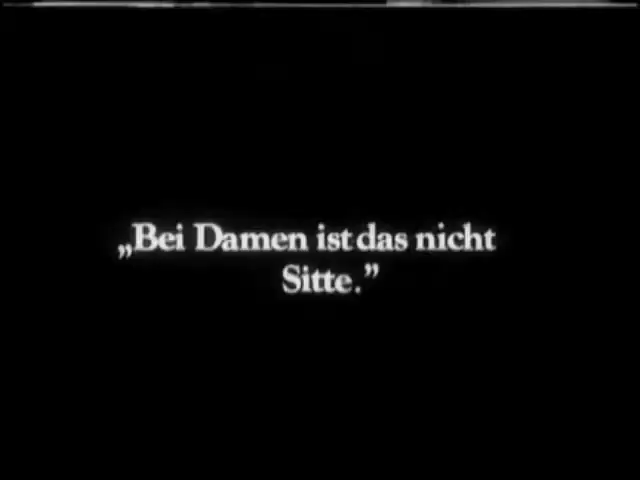 „Bei Damen ist das nicht
Sitte.”